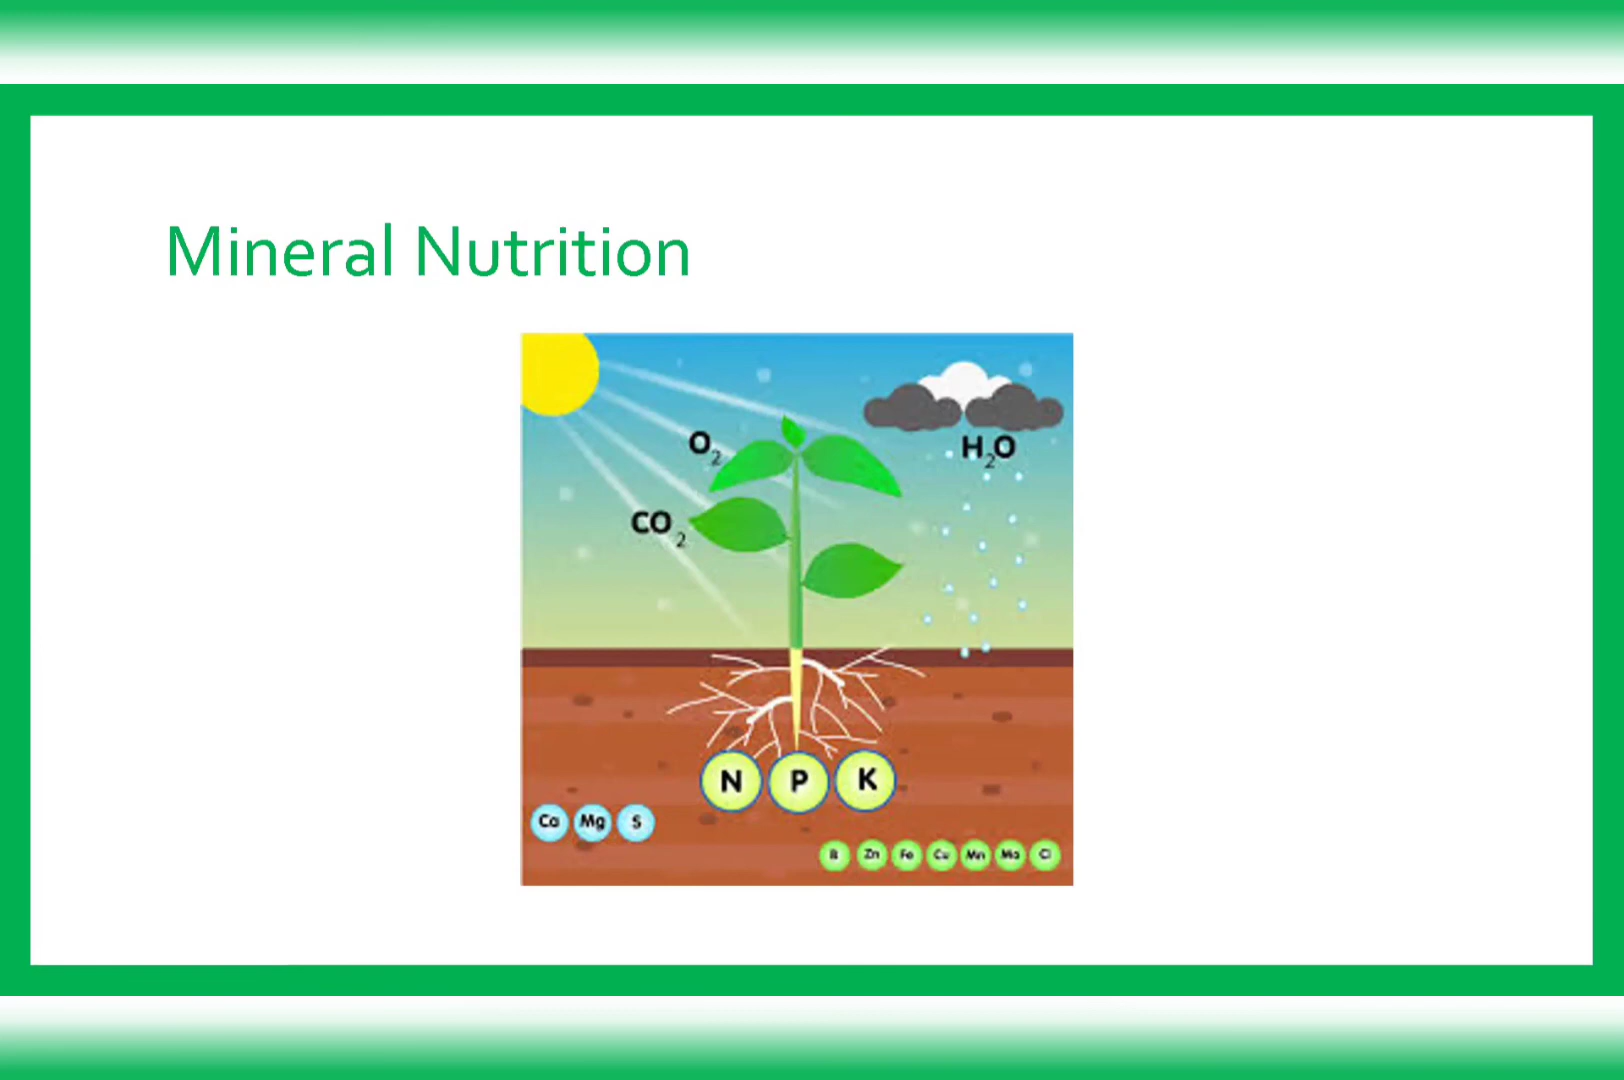 Mineral Nutrition
O2
H2O
CO2
N P K
Ca Mg S
B Zn Fe Cu Mn Mo Cl